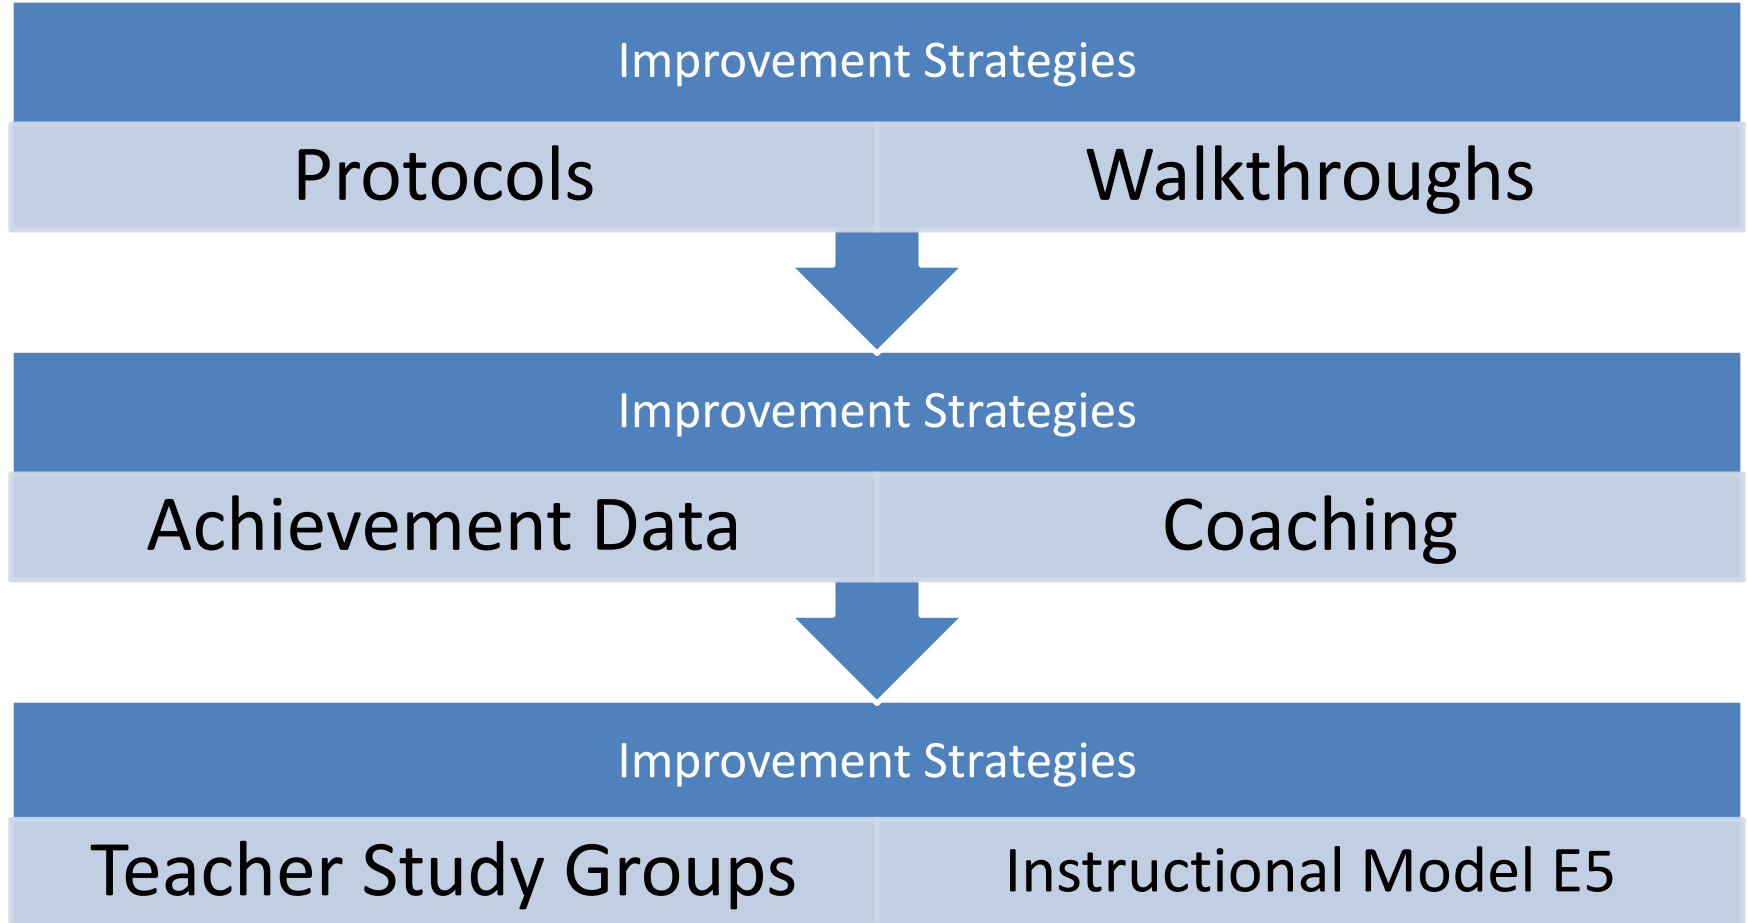 Improvement Strategies
Protocols
Walkthroughs
Improvement Strategies
Achievement Data
Coaching
Improvement Strategies
Teacher Study Groups
Instructional Model E5